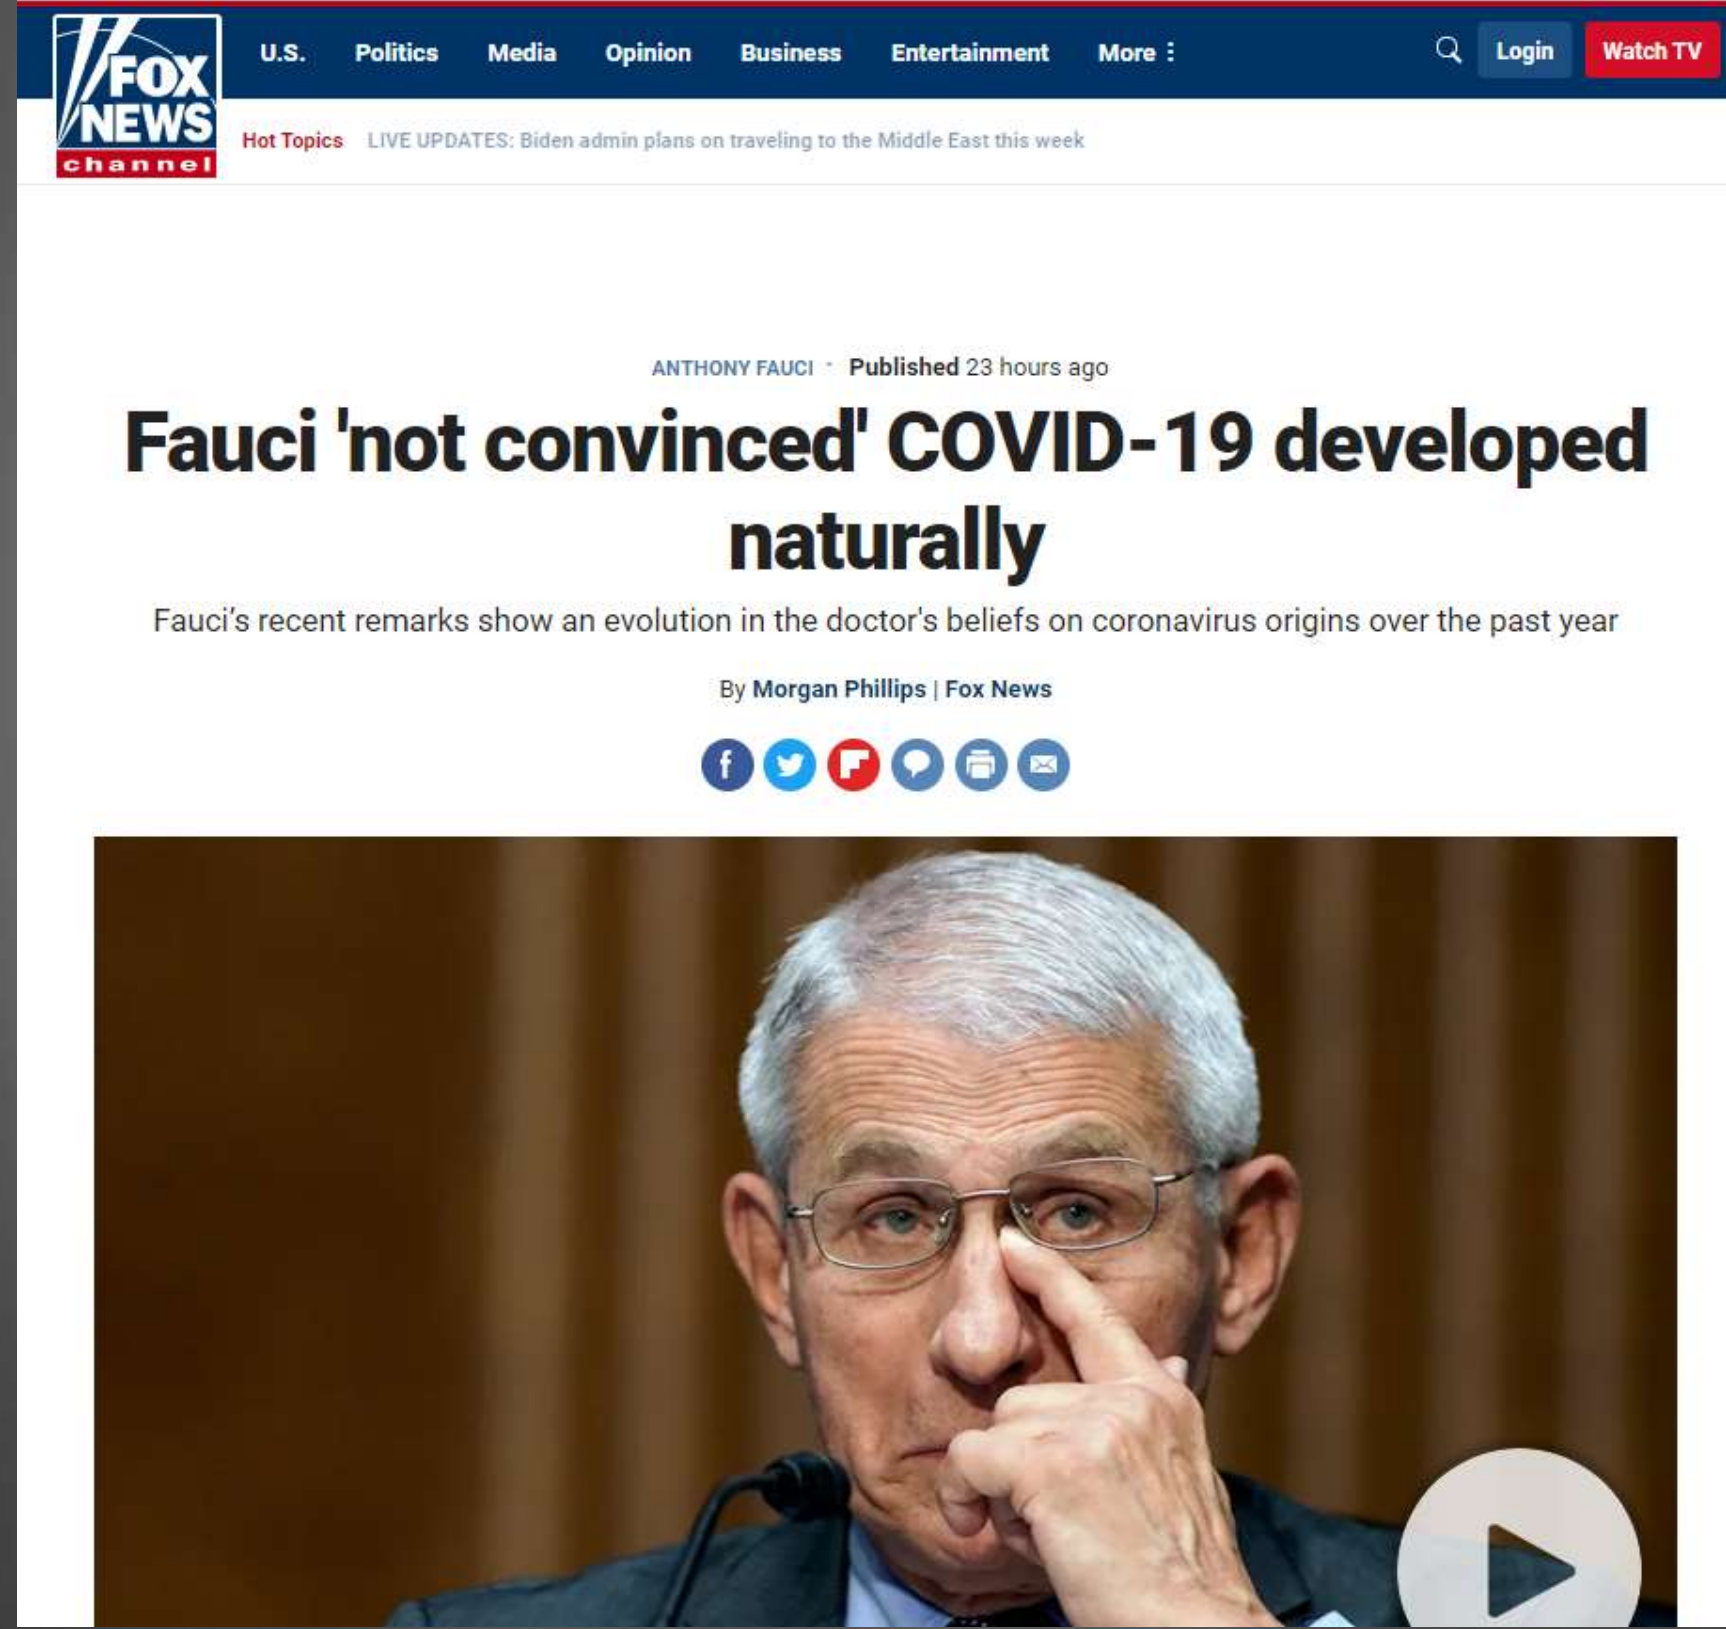 FOX
NEWS
channel
U.S. Politics Media Opinion Business Entertainment More Login Watch TV
Hot Topics LIVE UPDATES: Biden admin plans on traveling to the Middle East this week
ANTHONY FAUCI · Published 23 hours ago
Fauci 'not convinced' COVID-19 developed
naturally
Fauci's recent remarks show an evolution in the doctor's beliefs on coronavirus origins over the past year
By Morgan Phillips | Fox News